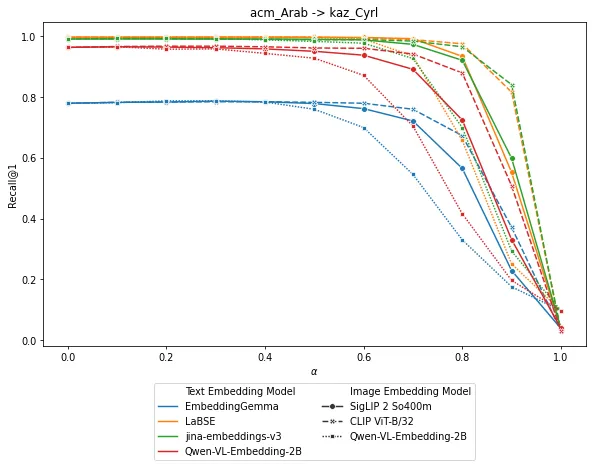 acm_Arab -> kaz_Cyrl
Recall@1
1.0
0.8
0.6
0.4
0.2
0.0
0.0 0.2 0.4 0.6 0.8 1.0
α
Text Embedding Model Image Embedding Model
EmbeddingGemma SigLIP 2 So400m
LaBSE CLIP ViT-B/32
jina-embeddings-v3 Qwen-VL-Embedding-2B
Qwen-VL-Embedding-2B